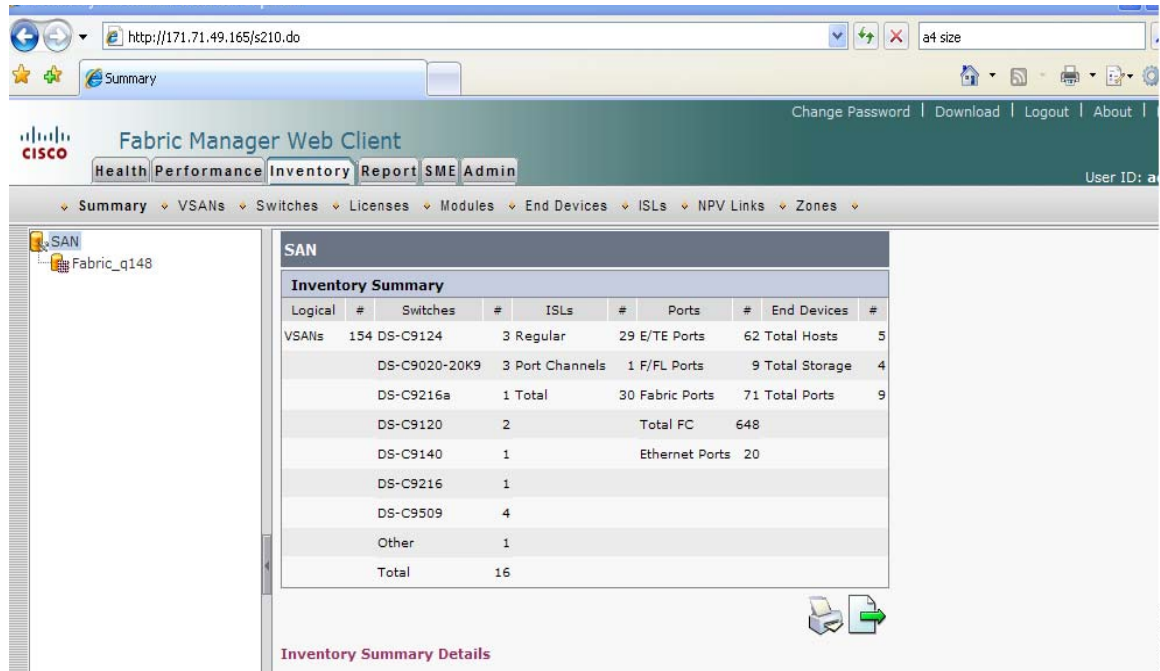 http://171.71.49.165/s210.do
a4 size
Summary
Change Password | Download | Logout | About |
CISCO
Fabric Manager Web Client
Health Performance Inventory Report SME Admin
User ID:
Summary VSANs Switches Licenses Modules End Devices ISLs NPV Links Zones
SAN
Fabric_q148
SAN
Inventory Summary
Logical # Switches # ISLs # Ports # End Devices #
VSANs 154 DS-C9124 3 Regular 29 E/TE Ports 62 Total Hosts 5
DS-C9020-20K9 3 Port Channels 1 F/FL Ports 9 Total Storage 4
DS-C9216a 1 Total 30 Fabric Ports 71 Total Ports 9
DS-C9120 2 Total FC 648
DS-C9140 1 Ethernet Ports 20
DS-C9216 1
DS-C9509 4
Other 1
Total 16
Inventory Summary Details